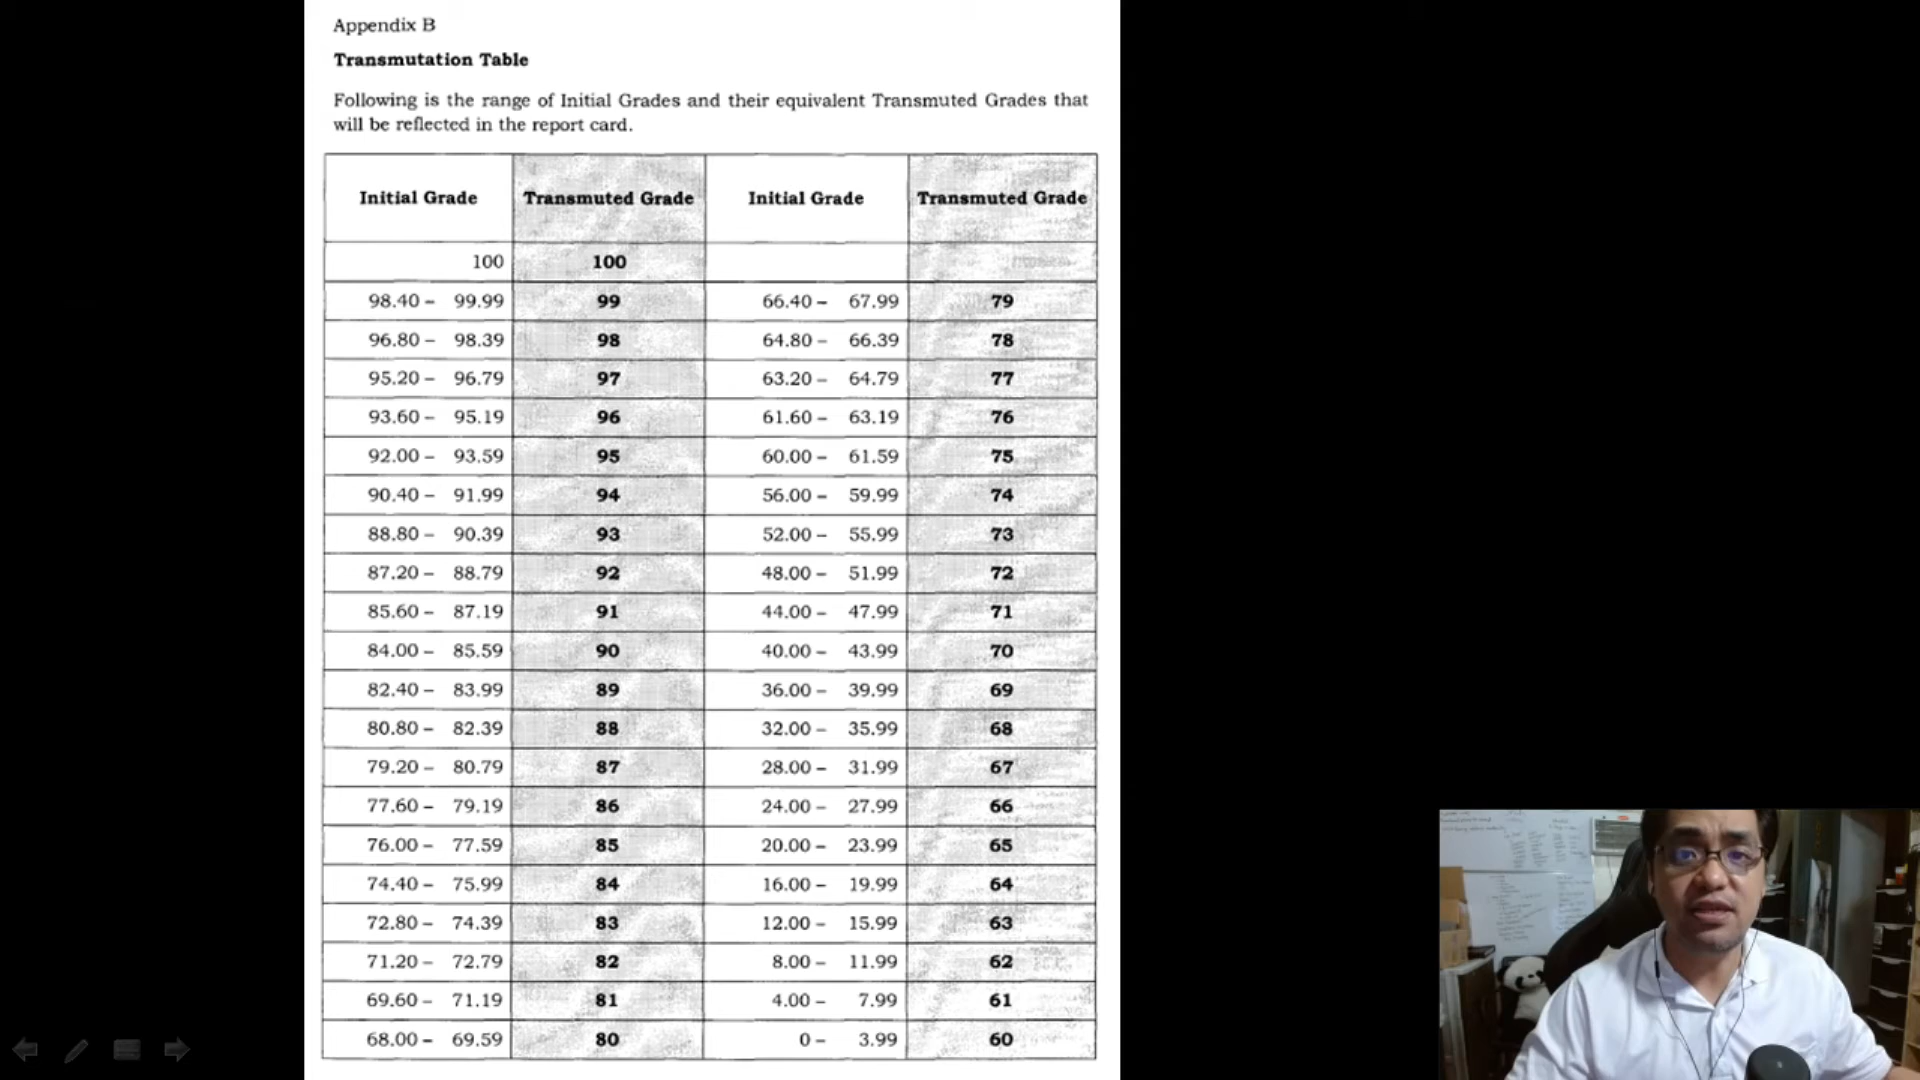 Appendix B
Transmutation Table
Following is the range of Initial Grades and their equivalent Transmuted Grades that
will be reflected in the report card.
Initial Grade Transmuted Grade Initial Grade Transmuted Grade
100 100
98.40 – 99.99 99 66.40 – 67.99 79
96.80 – 98.39 98 64.80 – 66.39 78
95.20 – 96.79 97 63.20 – 64.79 77
93.60 – 95.19 96 61.60 – 63.19 76
92.00 – 93.59 95 60.00 – 61.59 75
90.40 – 91.99 94 56.00 – 59.99 74
88.80 – 90.39 93 52.00 – 55.99 73
87.20 – 88.79 92 48.00 – 51.99 72
85.60 – 87.19 91 44.00 – 47.99 71
84.00 – 85.59 90 40.00 – 43.99 70
82.40 – 83.99 89 36.00 – 39.99 69
80.80 – 82.39 88 32.00 – 35.99 68
79.20 – 80.79 87 28.00 – 31.99 67
77.60 – 79.19 86 24.00 – 27.99 66
76.00 – 77.59 85 20.00 – 23.99 65
74.40 – 75.99 84 16.00 – 19.99 64
72.80 – 74.39 83 12.00 – 15.99 63
71.20 – 72.79 82 8.00 – 11.99 62
69.60 – 71.19 81 4.00 – 7.99 61
68.00 – 69.59 80 0 – 3.99 60